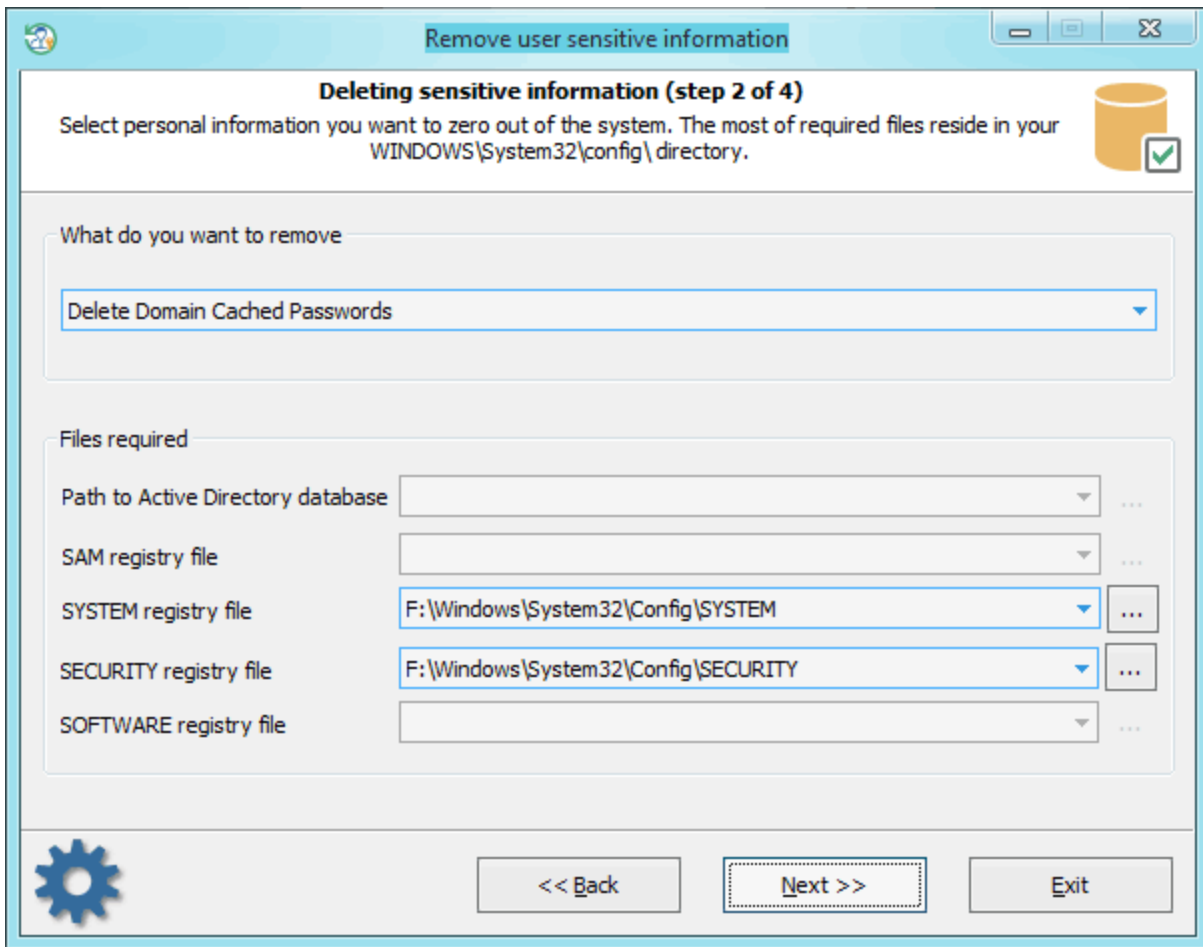 Remove user sensitive information
Deleting sensitive information (step 2 of 4)
Select personal information you want to zero out of the system. The most of required files reside in your
WINDOWS\System32\config\ directory.
What do you want to remove
Delete Domain Cached Passwords
Files required
Path to Active Directory database
...
SAM registry file
...
SYSTEM registry file
F:\Windows\System32\Config\SYSTEM
...
SECURITY registry file
F:\Windows\System32\Config\SECURITY
...
SOFTWARE registry file
...
<< Back
Next >>
Exit